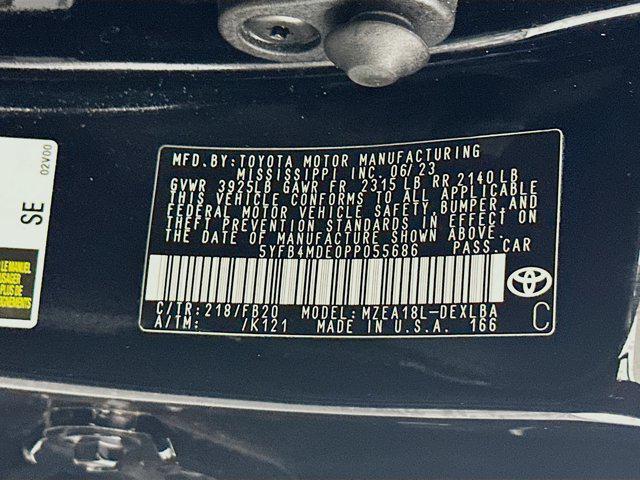 MFD. BY: TOYOTA MOTOR MANUFACTURING
MISSISSIPPI INC. 06/23
GVWR 3925LB GAWR FR 2315 LB RR 2140 LB
THIS VEHICLE CONFORMS TO ALL APPLICABLE
FEDERAL MOTOR VEHICLE SAFETY, BUMPER, AND
THEFT PREVENTION STANDARDS IN EFFECT ON
THE DATE OF MANUFACTURE SHOWN ABOVE.
5YFB4MDE0PP055686 PASS. CAR
C/TR: 218/FB20 MODEL: MZEA18L-DEXLBA
A/TM: /K121 MADE IN U.S.A. 166
C
02V00
SE
LE MANUEL